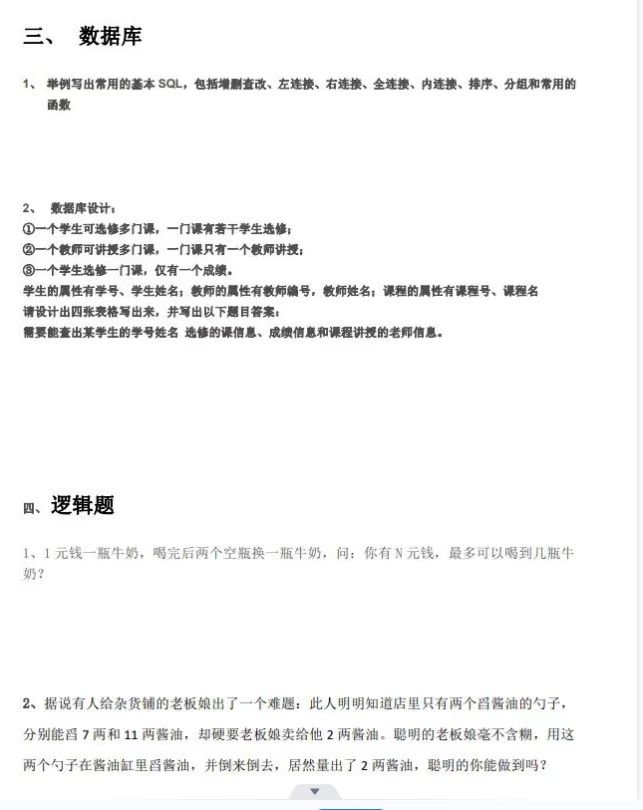 三、 数据库
1、 举例写出常用的基本 SQL，包括增删查改、左连接、右连接、全连接、内连接、排序、分组和常用的
函数
2、 数据库设计：
①一个学生可选修多门课，一门课有若干学生选修；
②一个教师可讲授多门课，一门课只有一个教师讲授；
③一个学生选修一门课，仅有一个成绩。
学生的属性有学号、学生姓名；教师的属性有教师编号，教师姓名；课程的属性有课程号、课程名
请设计出四张表格写出来，并写出以下题目答案：
需要能查出某学生的学号姓名 选修的课信息、成绩信息和课程讲授的老师信息。
四、逻辑题
1、1 元钱一瓶牛奶，喝完后两个空瓶换一瓶牛奶，问：你有 N 元钱，最多可以喝到几瓶牛
奶？
2、据说有人给杂货铺的老板娘出了一个难题：此人明明知道店里只有两个舀酱油的勺子，
分别能舀 7 两和 11 两酱油，却硬要老板娘卖给他 2 两酱油。聪明的老板娘毫不含糊，用这
两个勺子在酱油缸里舀酱油，并倒来倒去，居然量出了 2 两酱油，聪明的你能做到吗？